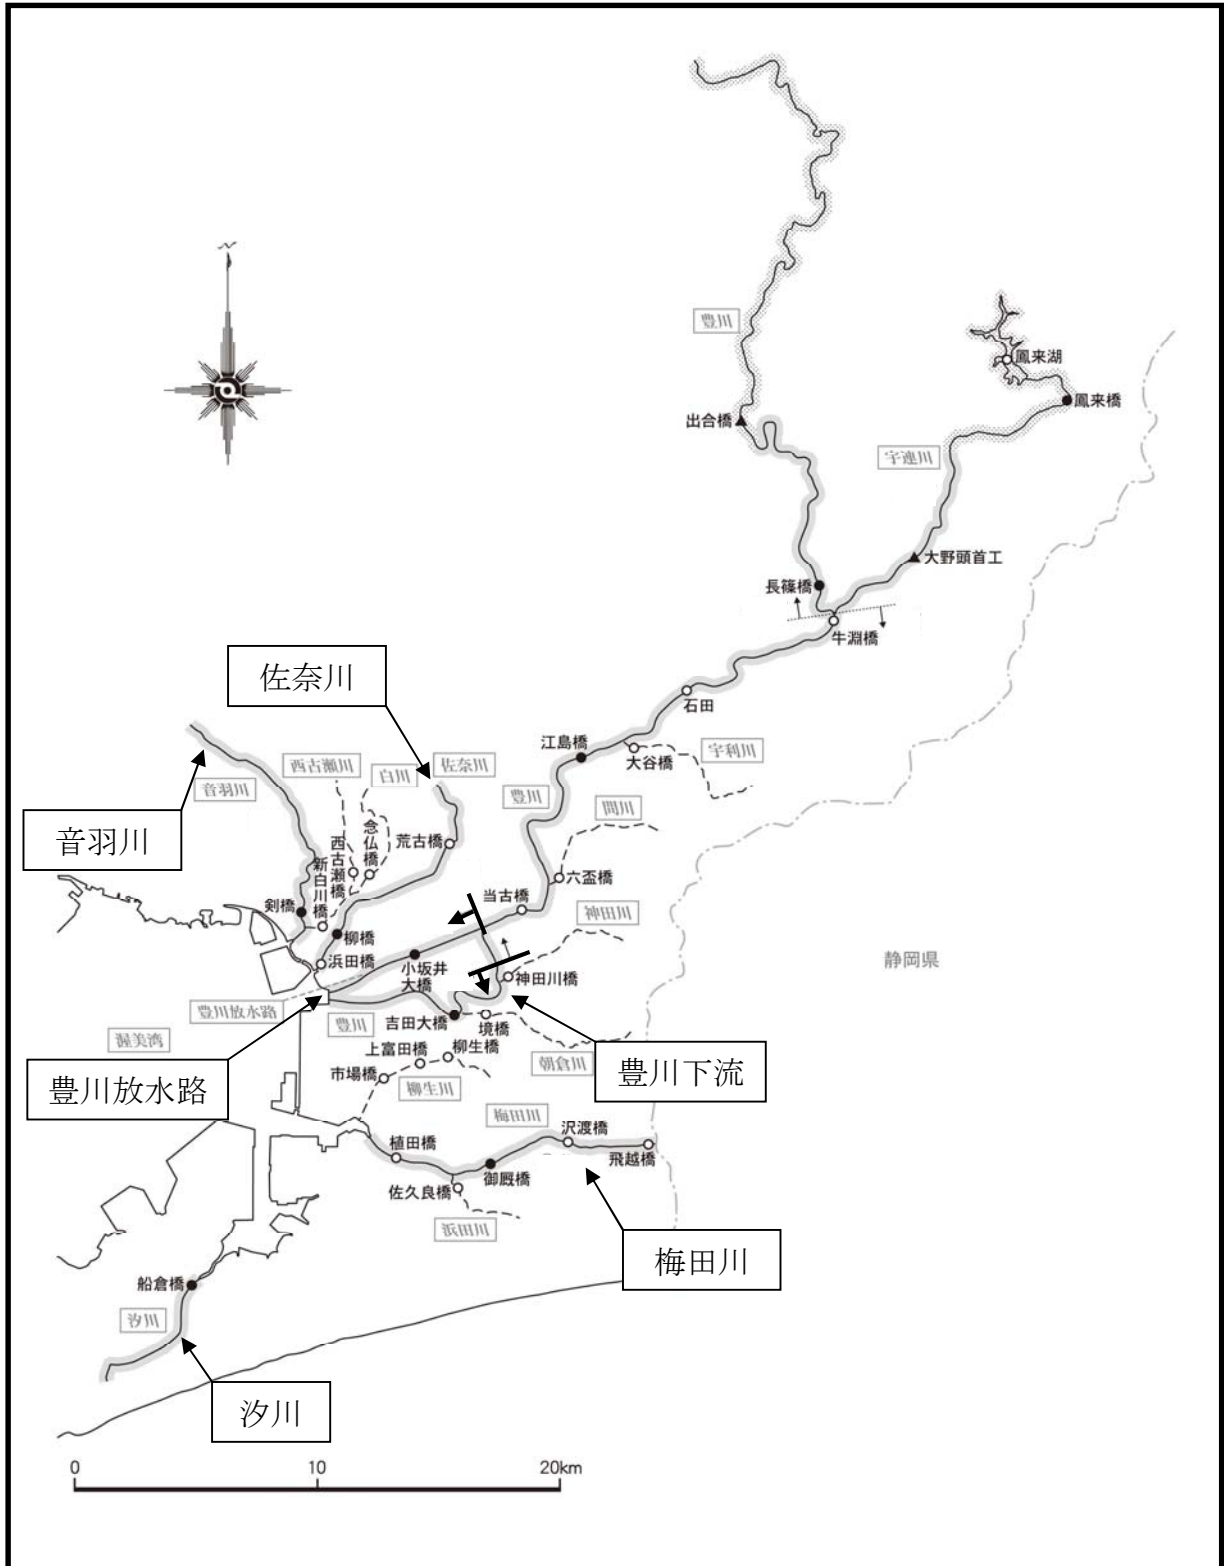 N
豊川
鳳来湖
鳳来橋
出合橋
宇連川
大野頭首工
長篠橋
牛淵橋
佐奈川
石田
江島橋
大谷橋
宇利川
西古瀬川
白川
佐奈川
音羽川
豊川
間川
音羽川
念仏橋
西古瀬橋
新白川橋
荒古橋
六盃橋
当古橋
神田川
剣橋
柳橋
浜田橋
小坂井
大橋
神田川橋
静岡県
豊川放水路
豊川
吉田大橋
境橋
渥美湾
上富田橋
柳生橋
朝倉川
豊川放水路
市場橋
柳生川
豊川下流
梅田川
沢渡橋
植田橋
飛越橋
御厩橋
佐久良橋
浜田川
梅田川
船倉橋
汐川
汐川
0 10 20km